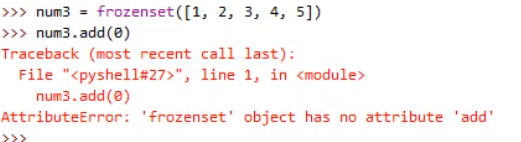 >>> num3 = frozenset([1, 2, 3, 4, 5])
>>> num3.add(0)
Traceback (most recent call last):
  File "<pyshell#27>", line 1, in <module>
    num3.add(0)
AttributeError: 'frozenset' object has no attribute 'add'
>>>